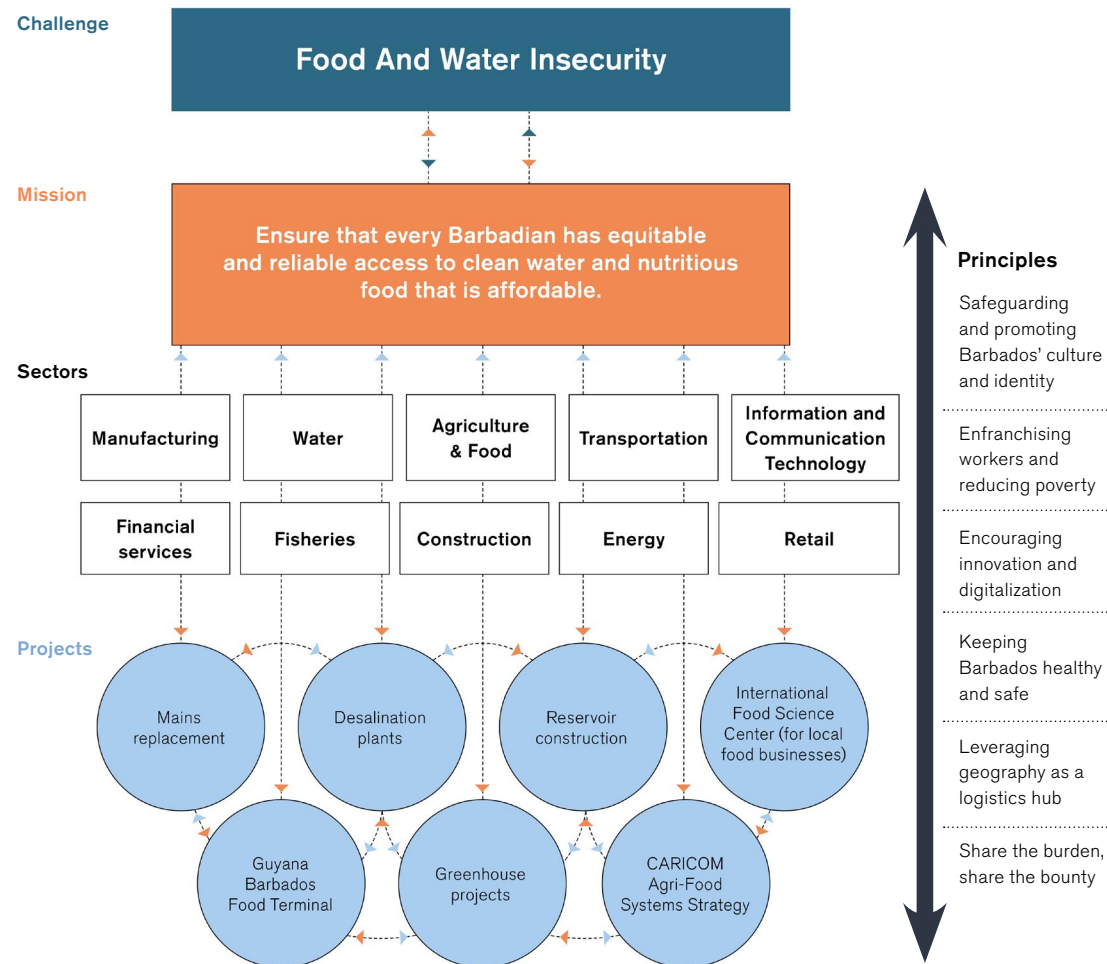 Challenge
Food And Water Insecurity
Mission
Ensure that every Barbadian has equitable
and reliable access to clean water and nutritious
food that is affordable.
Sectors
Manufacturing
Water
Agriculture
& Food
Transportation
Information and
Communication
Technology
Financial
services
Fisheries
Construction
Energy
Retail
Projects
Mains
replacement
Desalination
plants
Reservoir
construction
International
Food Science
Center (for local
food businesses)
Guyana
Barbados
Food Terminal
Greenhouse
projects
CARICOM
Agri-Food
Systems Strategy
Principles
Safeguarding
and promoting
Barbados’ culture
and identity
Enfranchising
workers and
reducing poverty
Encouraging
innovation and
digitalization
Keeping
Barbados healthy
and safe
Leveraging
geography as a
logistics hub
Share the burden,
share the bounty